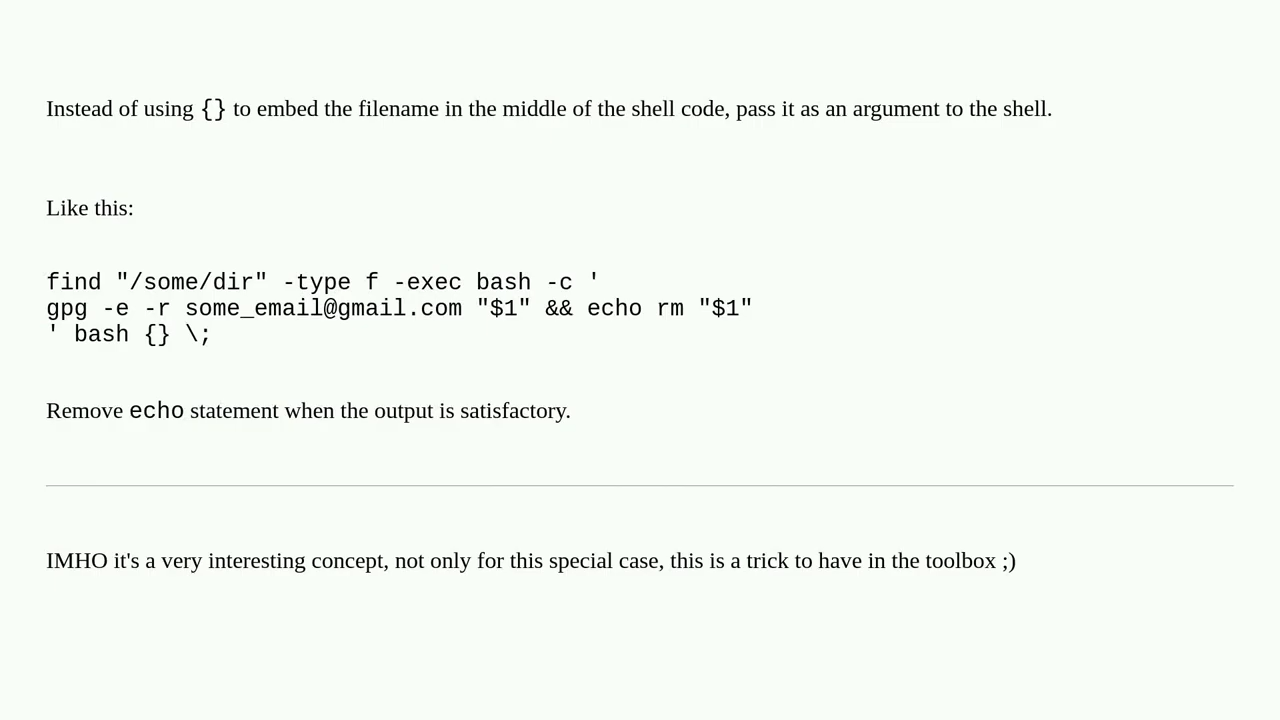 Instead of using {} to embed the filename in the middle of the shell code, pass it as an argument to the shell.
Like this:
find "/some/dir" -type f -exec bash -c '
gpg -e -r some_email@gmail.com "$1" && echo rm "$1"
' bash {} \;
Remove echo statement when the output is satisfactory.
IMHO it's a very interesting concept, not only for this special case, this is a trick to have in the toolbox ;)